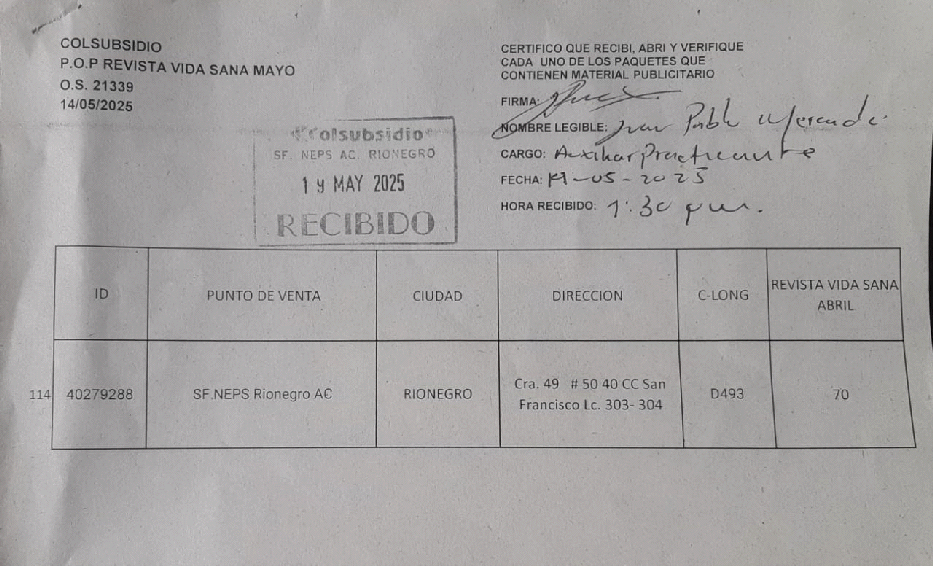 COLSUBSIDIO
P.O.P REVISTA VIDA SANA MAYO
O.S. 21339
14/05/2025
CERTIFICO QUE RECIBI, ABRI Y VERIFIQUE
CADA UNO DE LOS PAQUETES QUE
CONTIENEN MATERIAL PUBLICITARIO
FIRMA:
NOMBRE LEGIBLE: Juan Pablo
CARGO: Auxiliar
FECHA: 19-05-2025
HORA RECIBIDO: 1:30 pm.
Colsubsidio
SF. NEPS AC. RIONEGRO
19 MAY 2025
RECIBIDO
ID PUNTO DE VENTA CIUDAD DIRECCION C-LONG REVISTA VIDA SANA
ABRIL
114 40279288 SF.NEPS Rionegro AC RIONEGRO Cra. 49 # 50 40 CC San D493 70
Francisco Lc. 303- 304